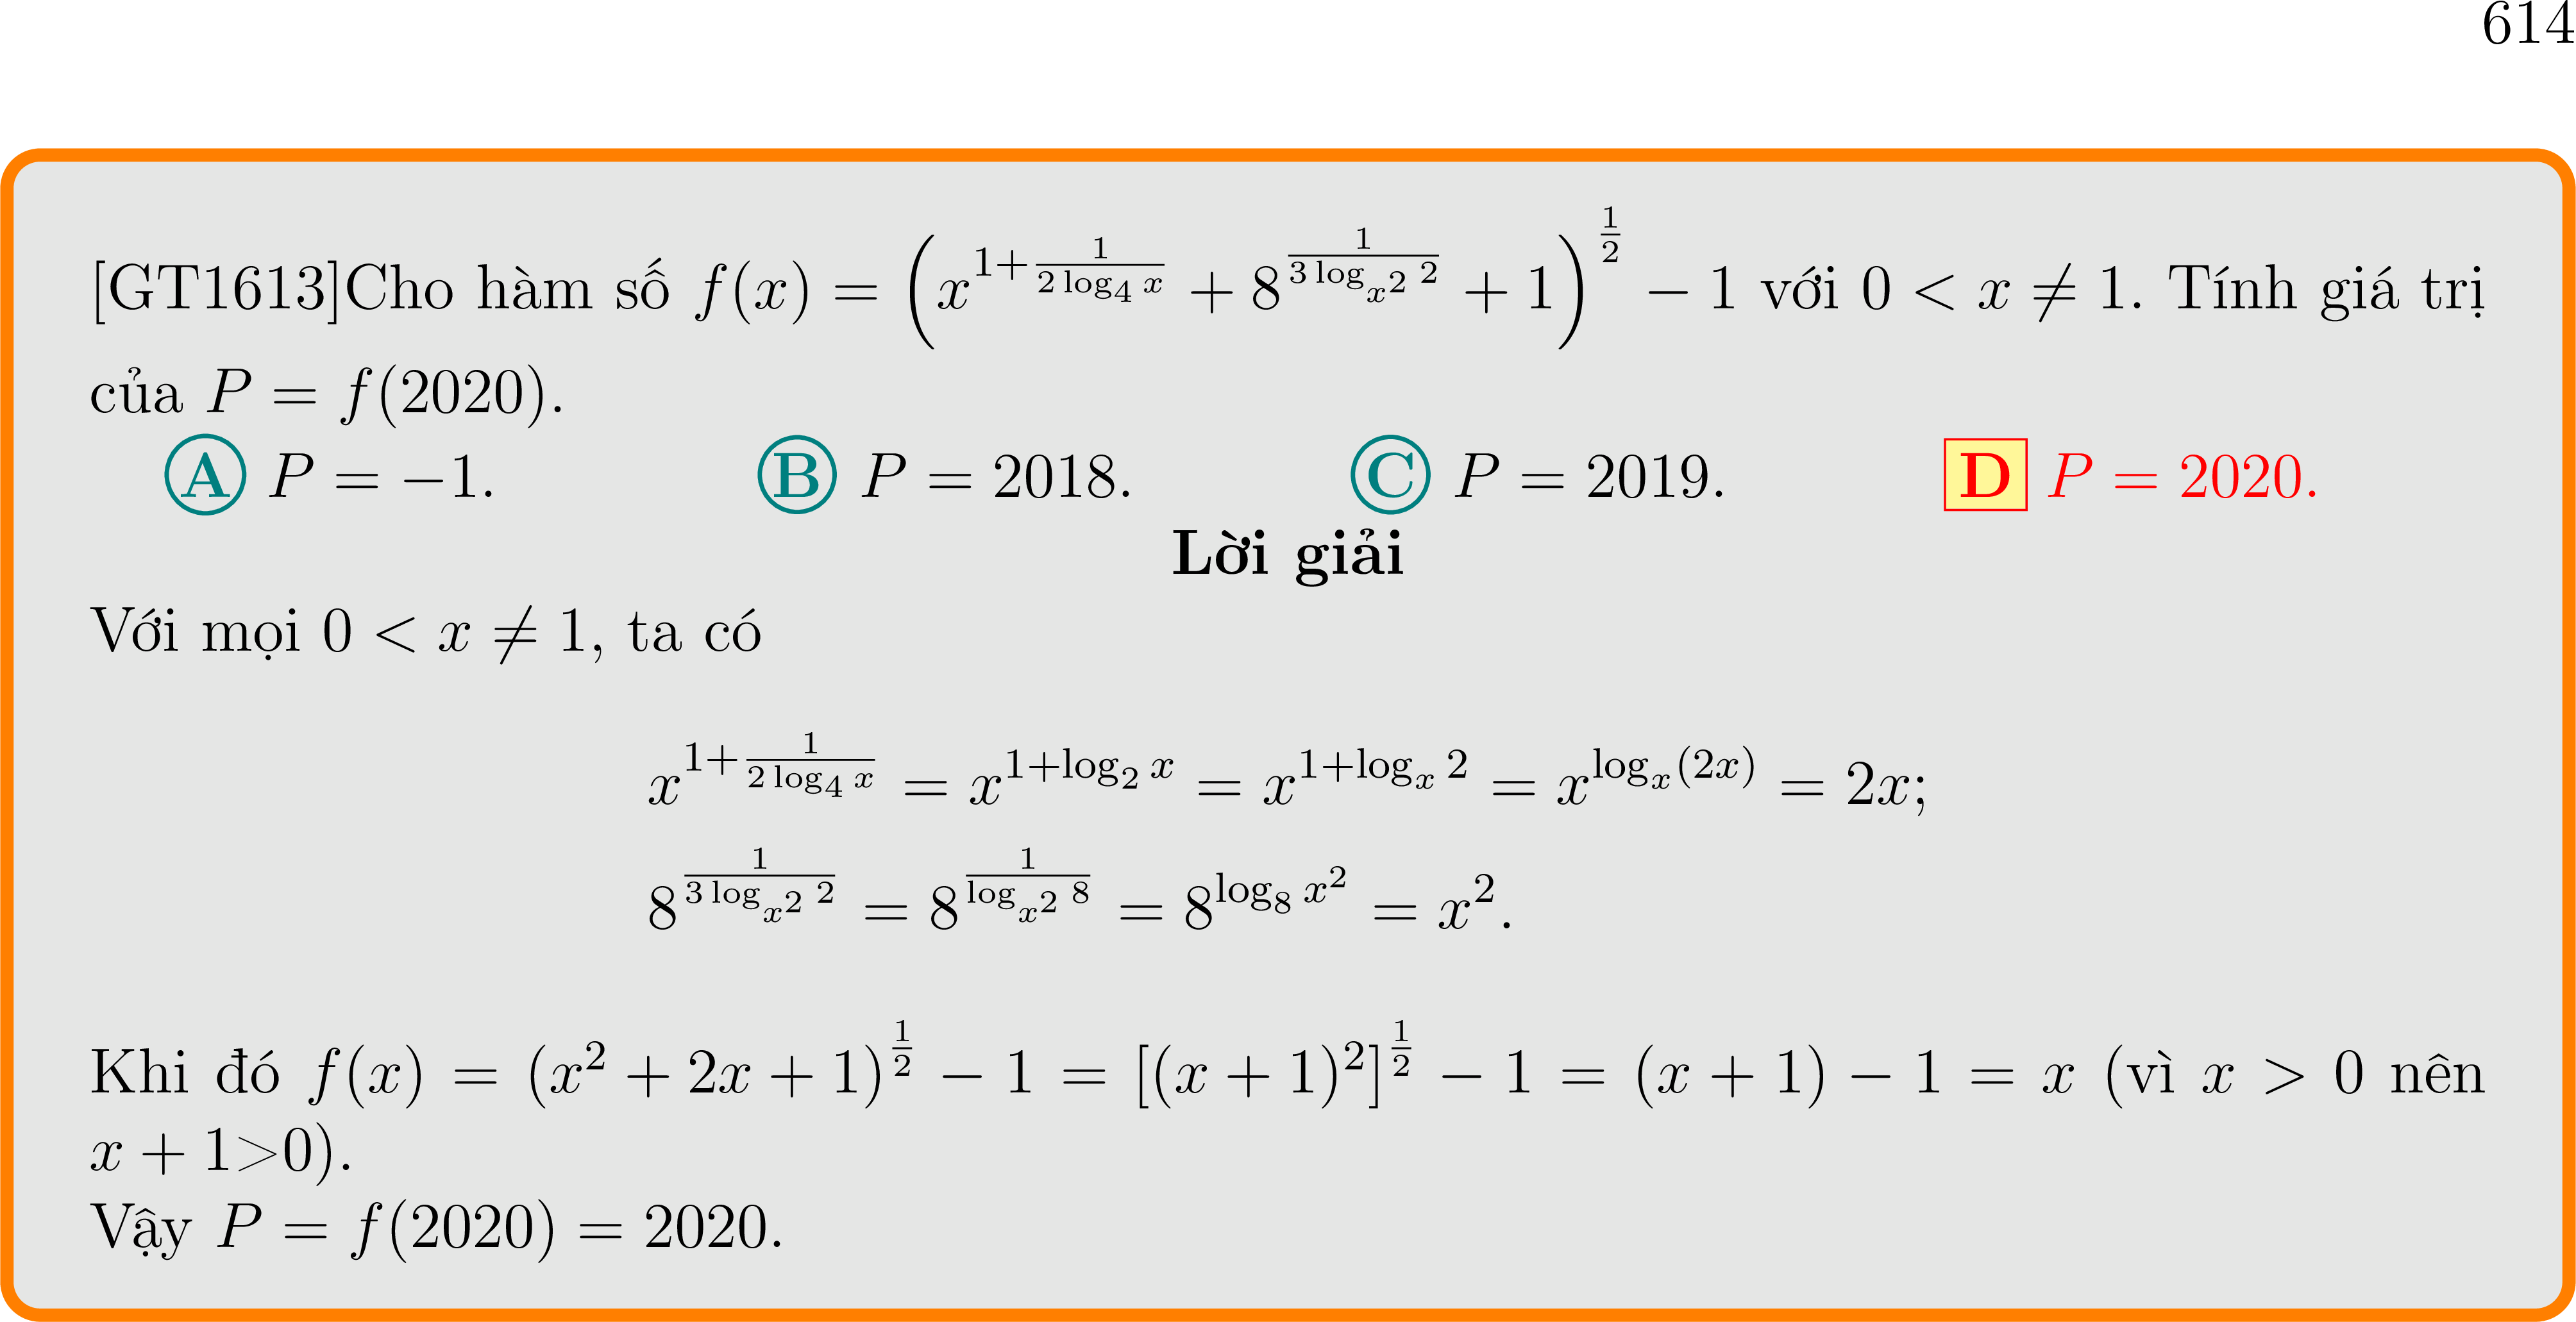 614
[GT1613]Cho hàm số $f(x) = \left(x^{1+\frac{1}{2\log_4 x}} + 8^{\frac{1}{3\log_{x^2} 2}} + 1\right)^{\frac{1}{2}} - 1$ với $0 < x \neq 1$. Tính giá trị
của $P = f(2020)$.
A $P = -1$. B $P = 2018$. C $P = 2019$. D $P = 2020$.
Lời giải
Với mọi $0 < x \neq 1$, ta có
$x^{1+\frac{1}{2\log_4 x}} = x^{1+\log_2 x} = x^{1+\log_x 2} = x^{\log_x(2x)} = 2x;$
$8^{\frac{1}{3\log_{x^2} 2}} = 8^{\frac{1}{\log_{x^2} 8}} = 8^{\log_8 x^2} = x^2.$
Khi đó $f(x) = (x^2 + 2x + 1)^{\frac{1}{2}} - 1 = [(x + 1)^2]^{\frac{1}{2}} - 1 = (x + 1) - 1 = x$ (vì $x > 0$ nên
$x + 1 > 0$).
Vậy $P = f(2020) = 2020$.